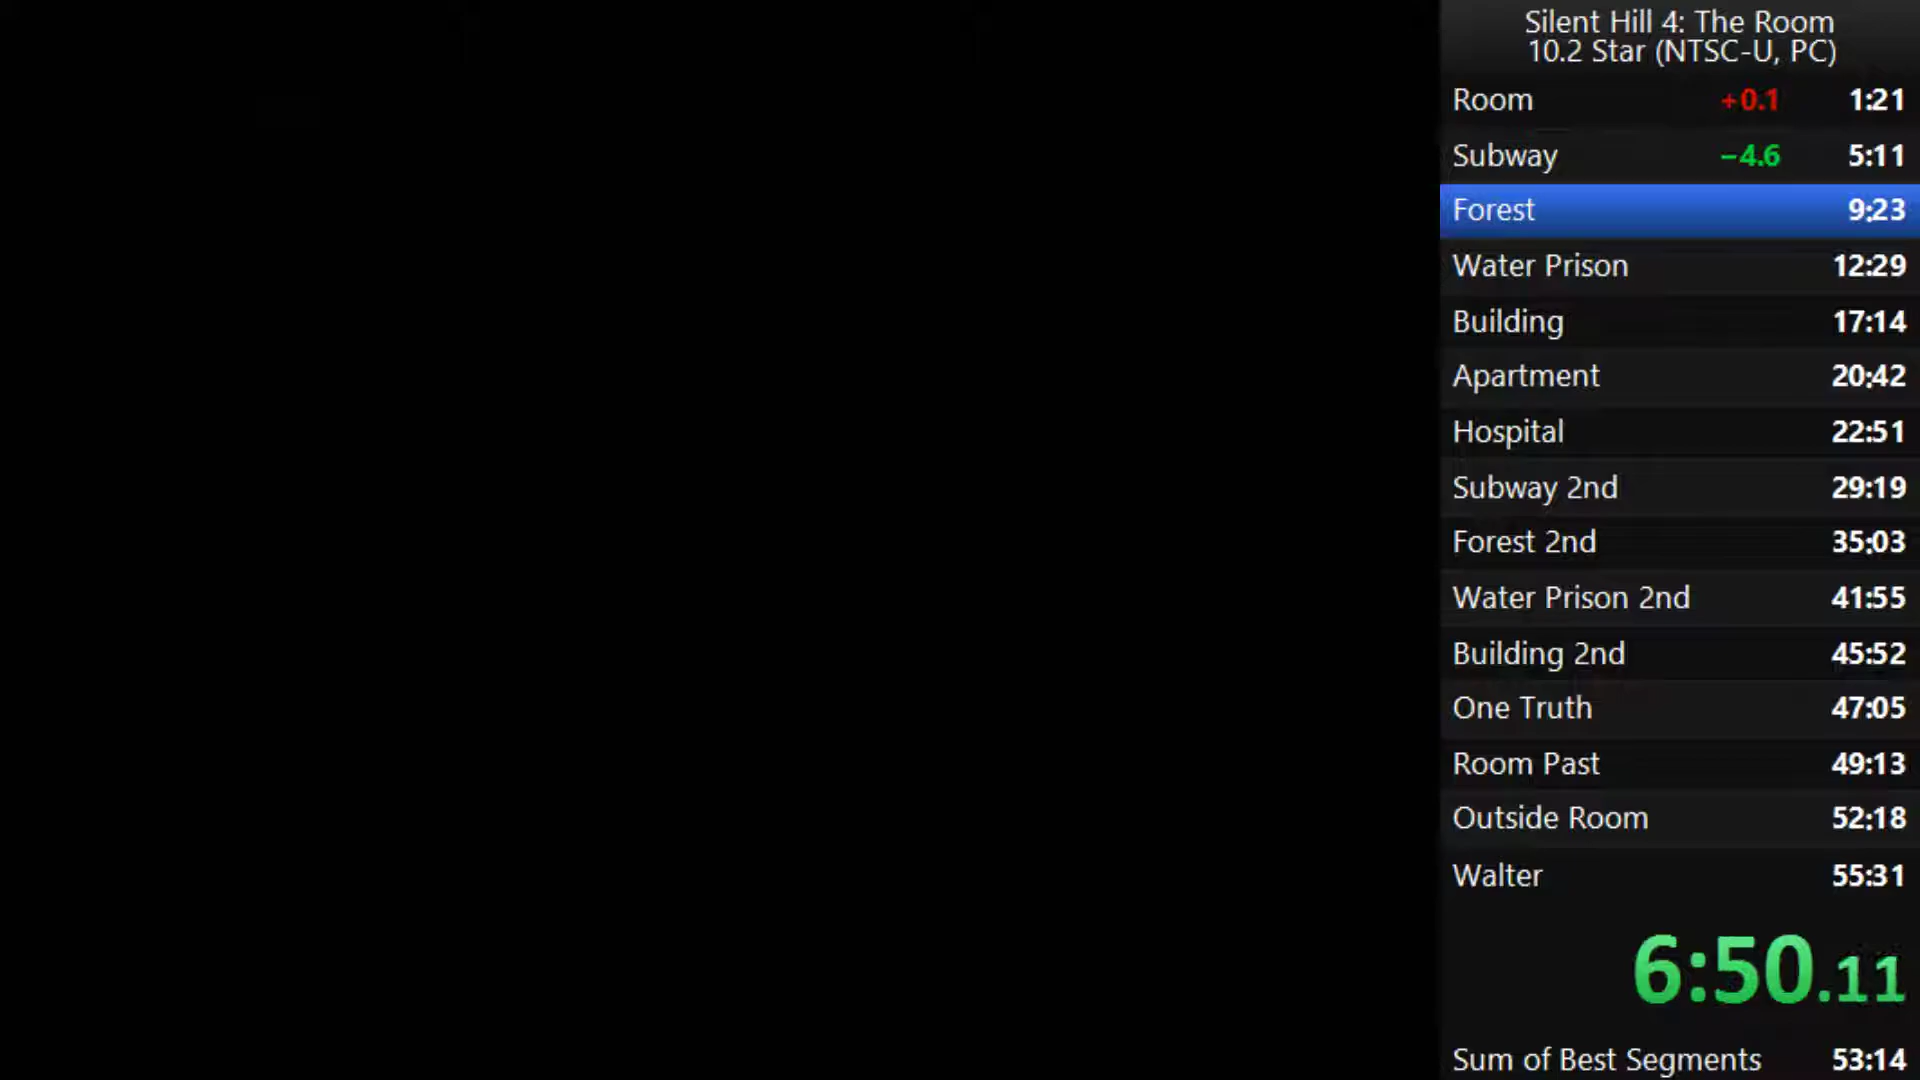 Silent Hill 4: The Room
10.2 Star (NTSC-U, PC)
Room +0.1 1:21
Subway −4.6 5:11
Forest 9:23
Water Prison 12:29
Building 17:14
Apartment 20:42
Hospital 22:51
Subway 2nd 29:19
Forest 2nd 35:03
Water Prison 2nd 41:55
Building 2nd 45:52
One Truth 47:05
Room Past 49:13
Outside Room 52:18
Walter 55:31
6:50.11
Sum of Best Segments 53:14